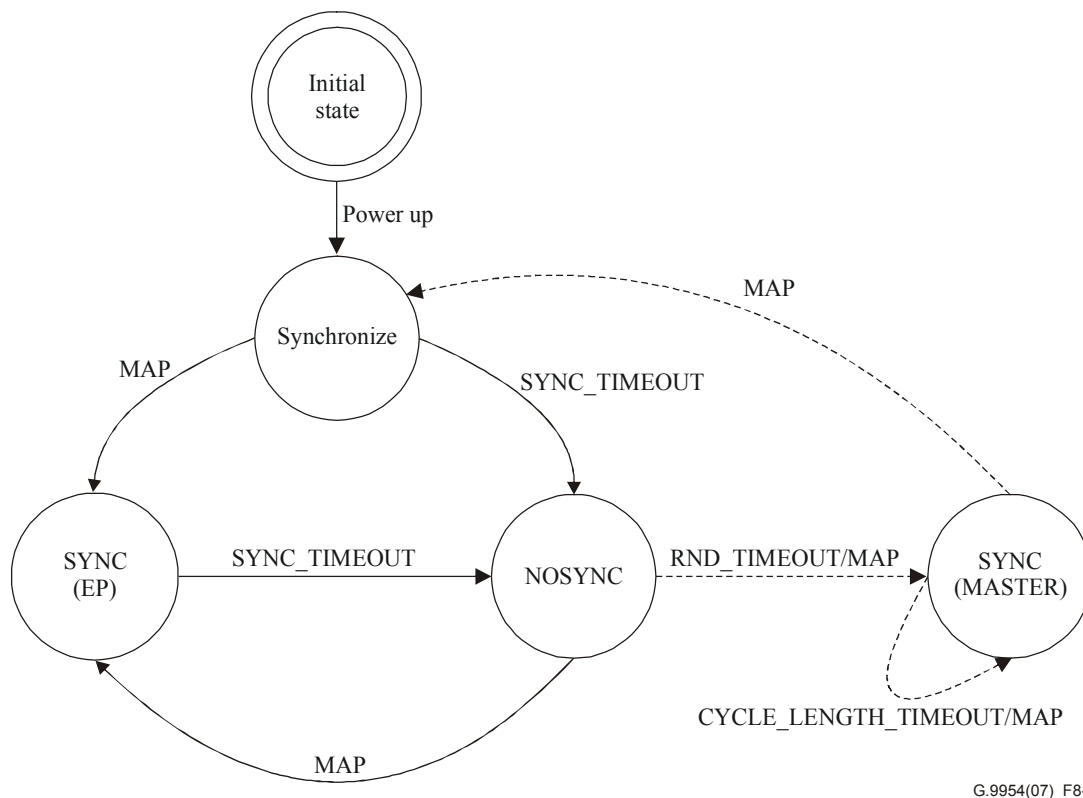 Initial
state
Power up
MAP
Synchronize
MAP
SYNC_TIMEOUT
SYNC
(EP)
SYNC_TIMEOUT
NOSYNC
RND_TIMEOUT/MAP
SYNC
(MASTER)
CYCLE_LENGTH_TIMEOUT/MAP
MAP